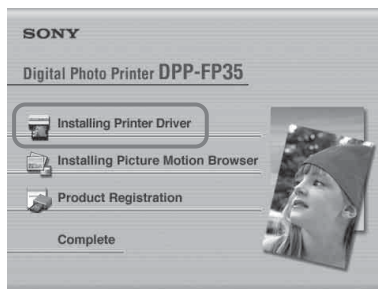 SONY
Digital Photo Printer DPP-FP35
Installing Printer Driver
Installing Picture Motion Browser
Product Registration
Complete